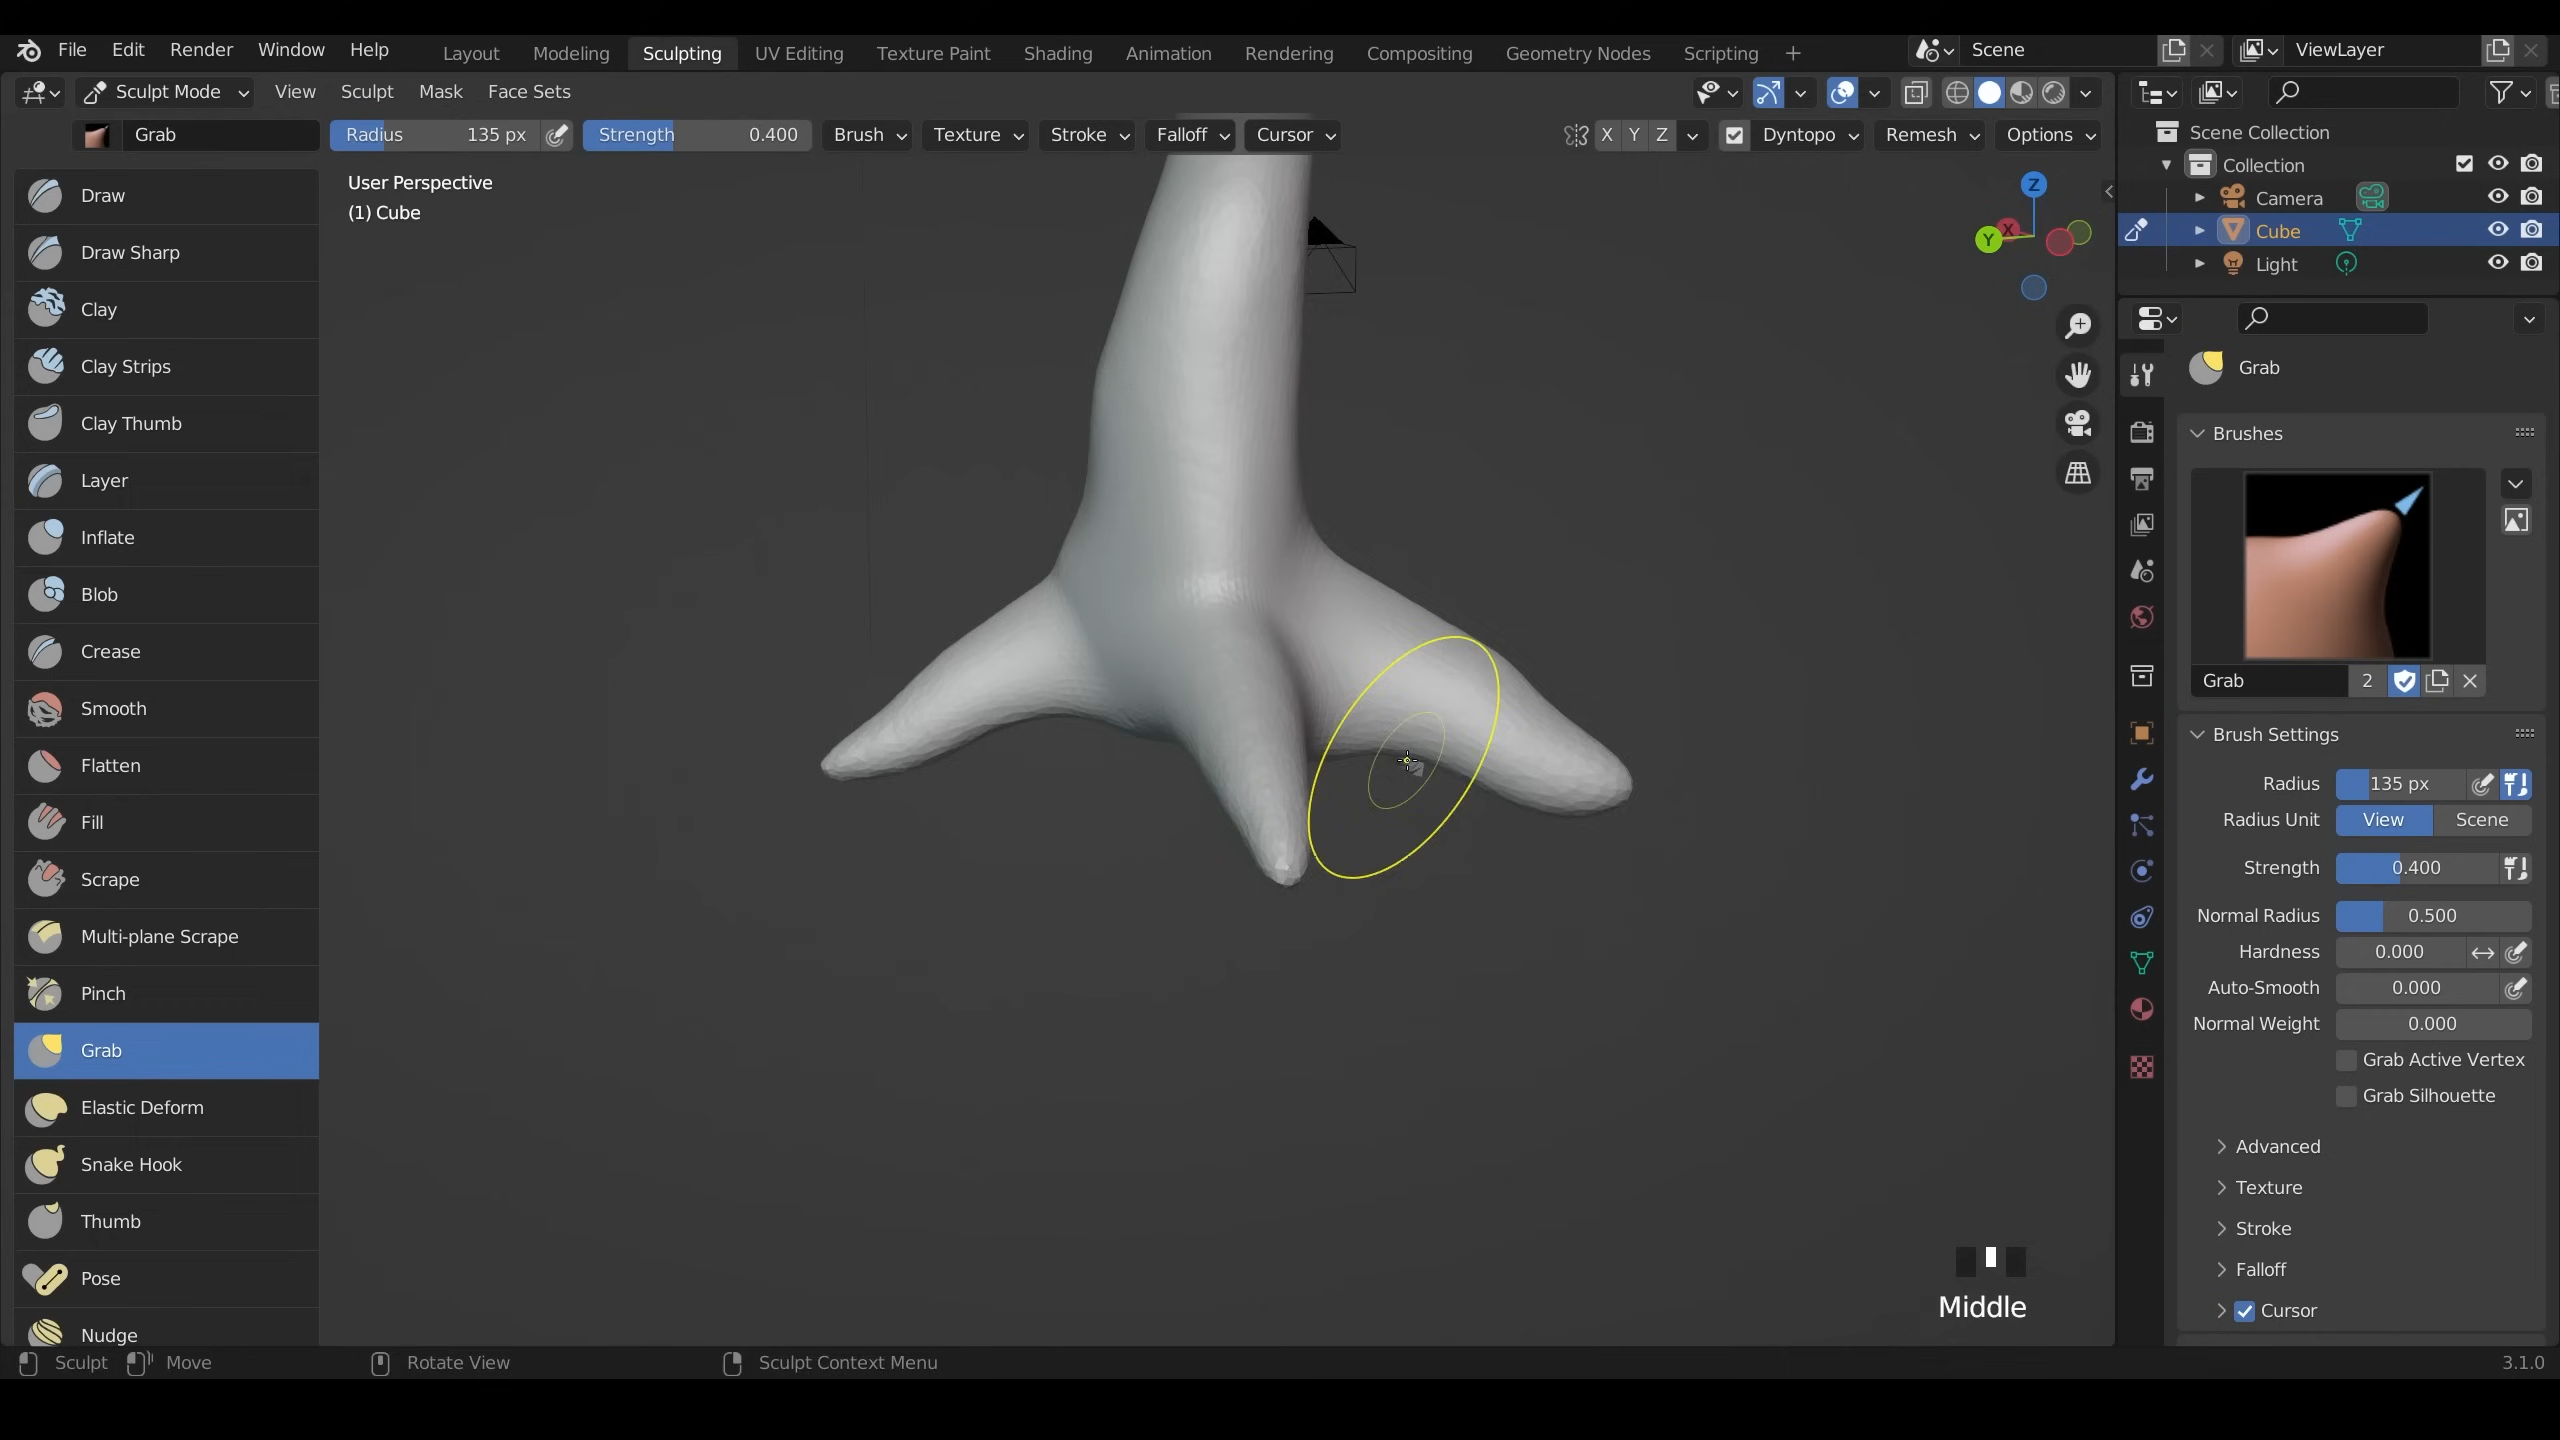 File Edit Render Window Help Layout Modeling Sculpting UV Editing Texture Paint Shading Animation Rendering Compositing Geometry Nodes Scripting + Scene ViewLayer
Sculpt Mode View Sculpt Mask Face Sets
Grab Radius 135 px Strength 0.400 Brush Texture Stroke Falloff Cursor X Y Z Dyntopo Remesh Options
User Perspective
(1) Cube
Z
Y
X
Draw
Draw Sharp
Clay
Clay Strips
Clay Thumb
Layer
Inflate
Blob
Crease
Smooth
Flatten
Fill
Scrape
Multi-plane Scrape
Pinch
Grab
Elastic Deform
Snake Hook
Thumb
Pose
Nudge
Scene Collection
Collection
Camera
Cube
Light
Grab
Brushes
Grab 2
Brush Settings
Radius 135 px
Radius Unit View Scene
Strength 0.400
Normal Radius 0.500
Hardness 0.000
Auto-Smooth 0.000
Normal Weight 0.000
Grab Active Vertex
Grab Silhouette
Advanced
Texture
Stroke
Falloff
Cursor
Middle
Sculpt Move Rotate View Sculpt Context Menu 3.1.0